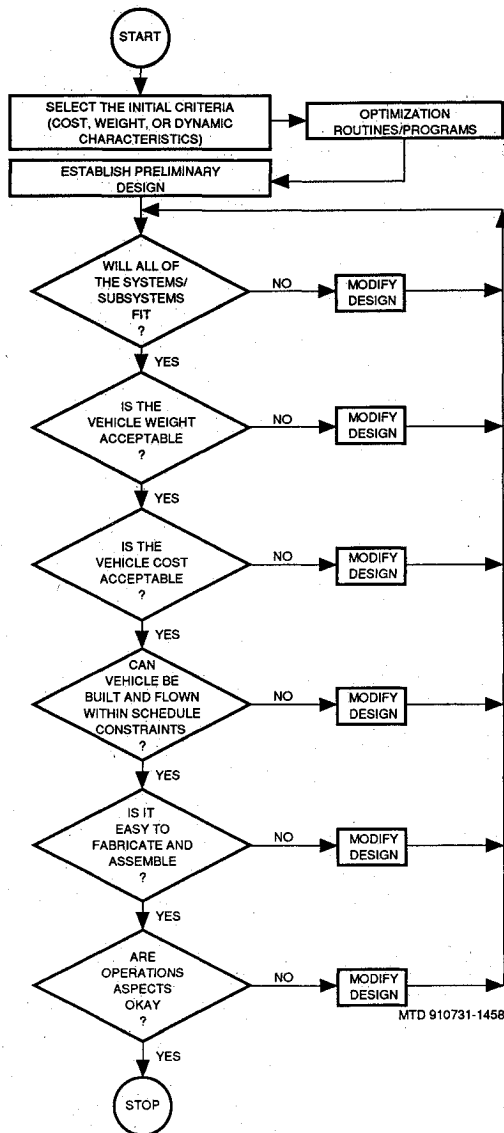 START
SELECT THE INITIAL CRITERIA
(COST, WEIGHT, OR DYNAMIC
CHARACTERISTICS)
OPTIMIZATION
ROUTINES/PROGRAMS
ESTABLISH PRELIMINARY
DESIGN
WILL ALL OF
THE SYSTEMS/
SUBSYSTEMS
FIT
?
NO
MODIFY
DESIGN
YES
IS THE
VEHICLE WEIGHT
ACCEPTABLE
?
NO
MODIFY
DESIGN
YES
IS THE
VEHICLE COST
ACCEPTABLE
?
NO
MODIFY
DESIGN
YES
CAN
VEHICLE BE
BUILT AND FLOWN
WITHIN SCHEDULE
CONSTRAINTS
?
NO
MODIFY
DESIGN
YES
IS IT
EASY TO
FABRICATE AND
ASSEMBLE
?
NO
MODIFY
DESIGN
YES
ARE
OPERATIONS
ASPECTS
OKAY
?
NO
MODIFY
DESIGN
MTD 910731-1458
YES
STOP